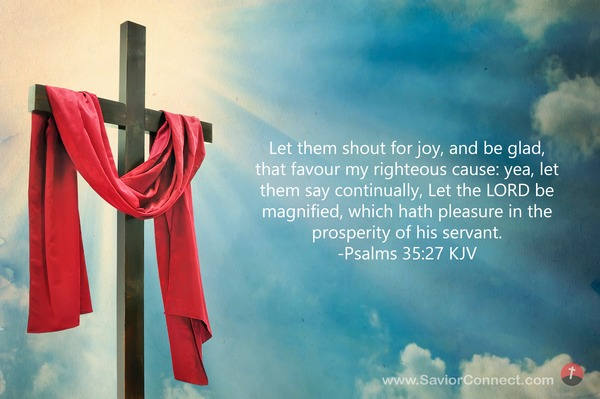 Let them shout for joy, and be glad,
that favour my righteous cause: yea, let
them say continually, Let the LORD be
magnified, which hath pleasure in the
prosperity of his servant.
-Psalms 35:27 KJV
www.SaviorConnect.com